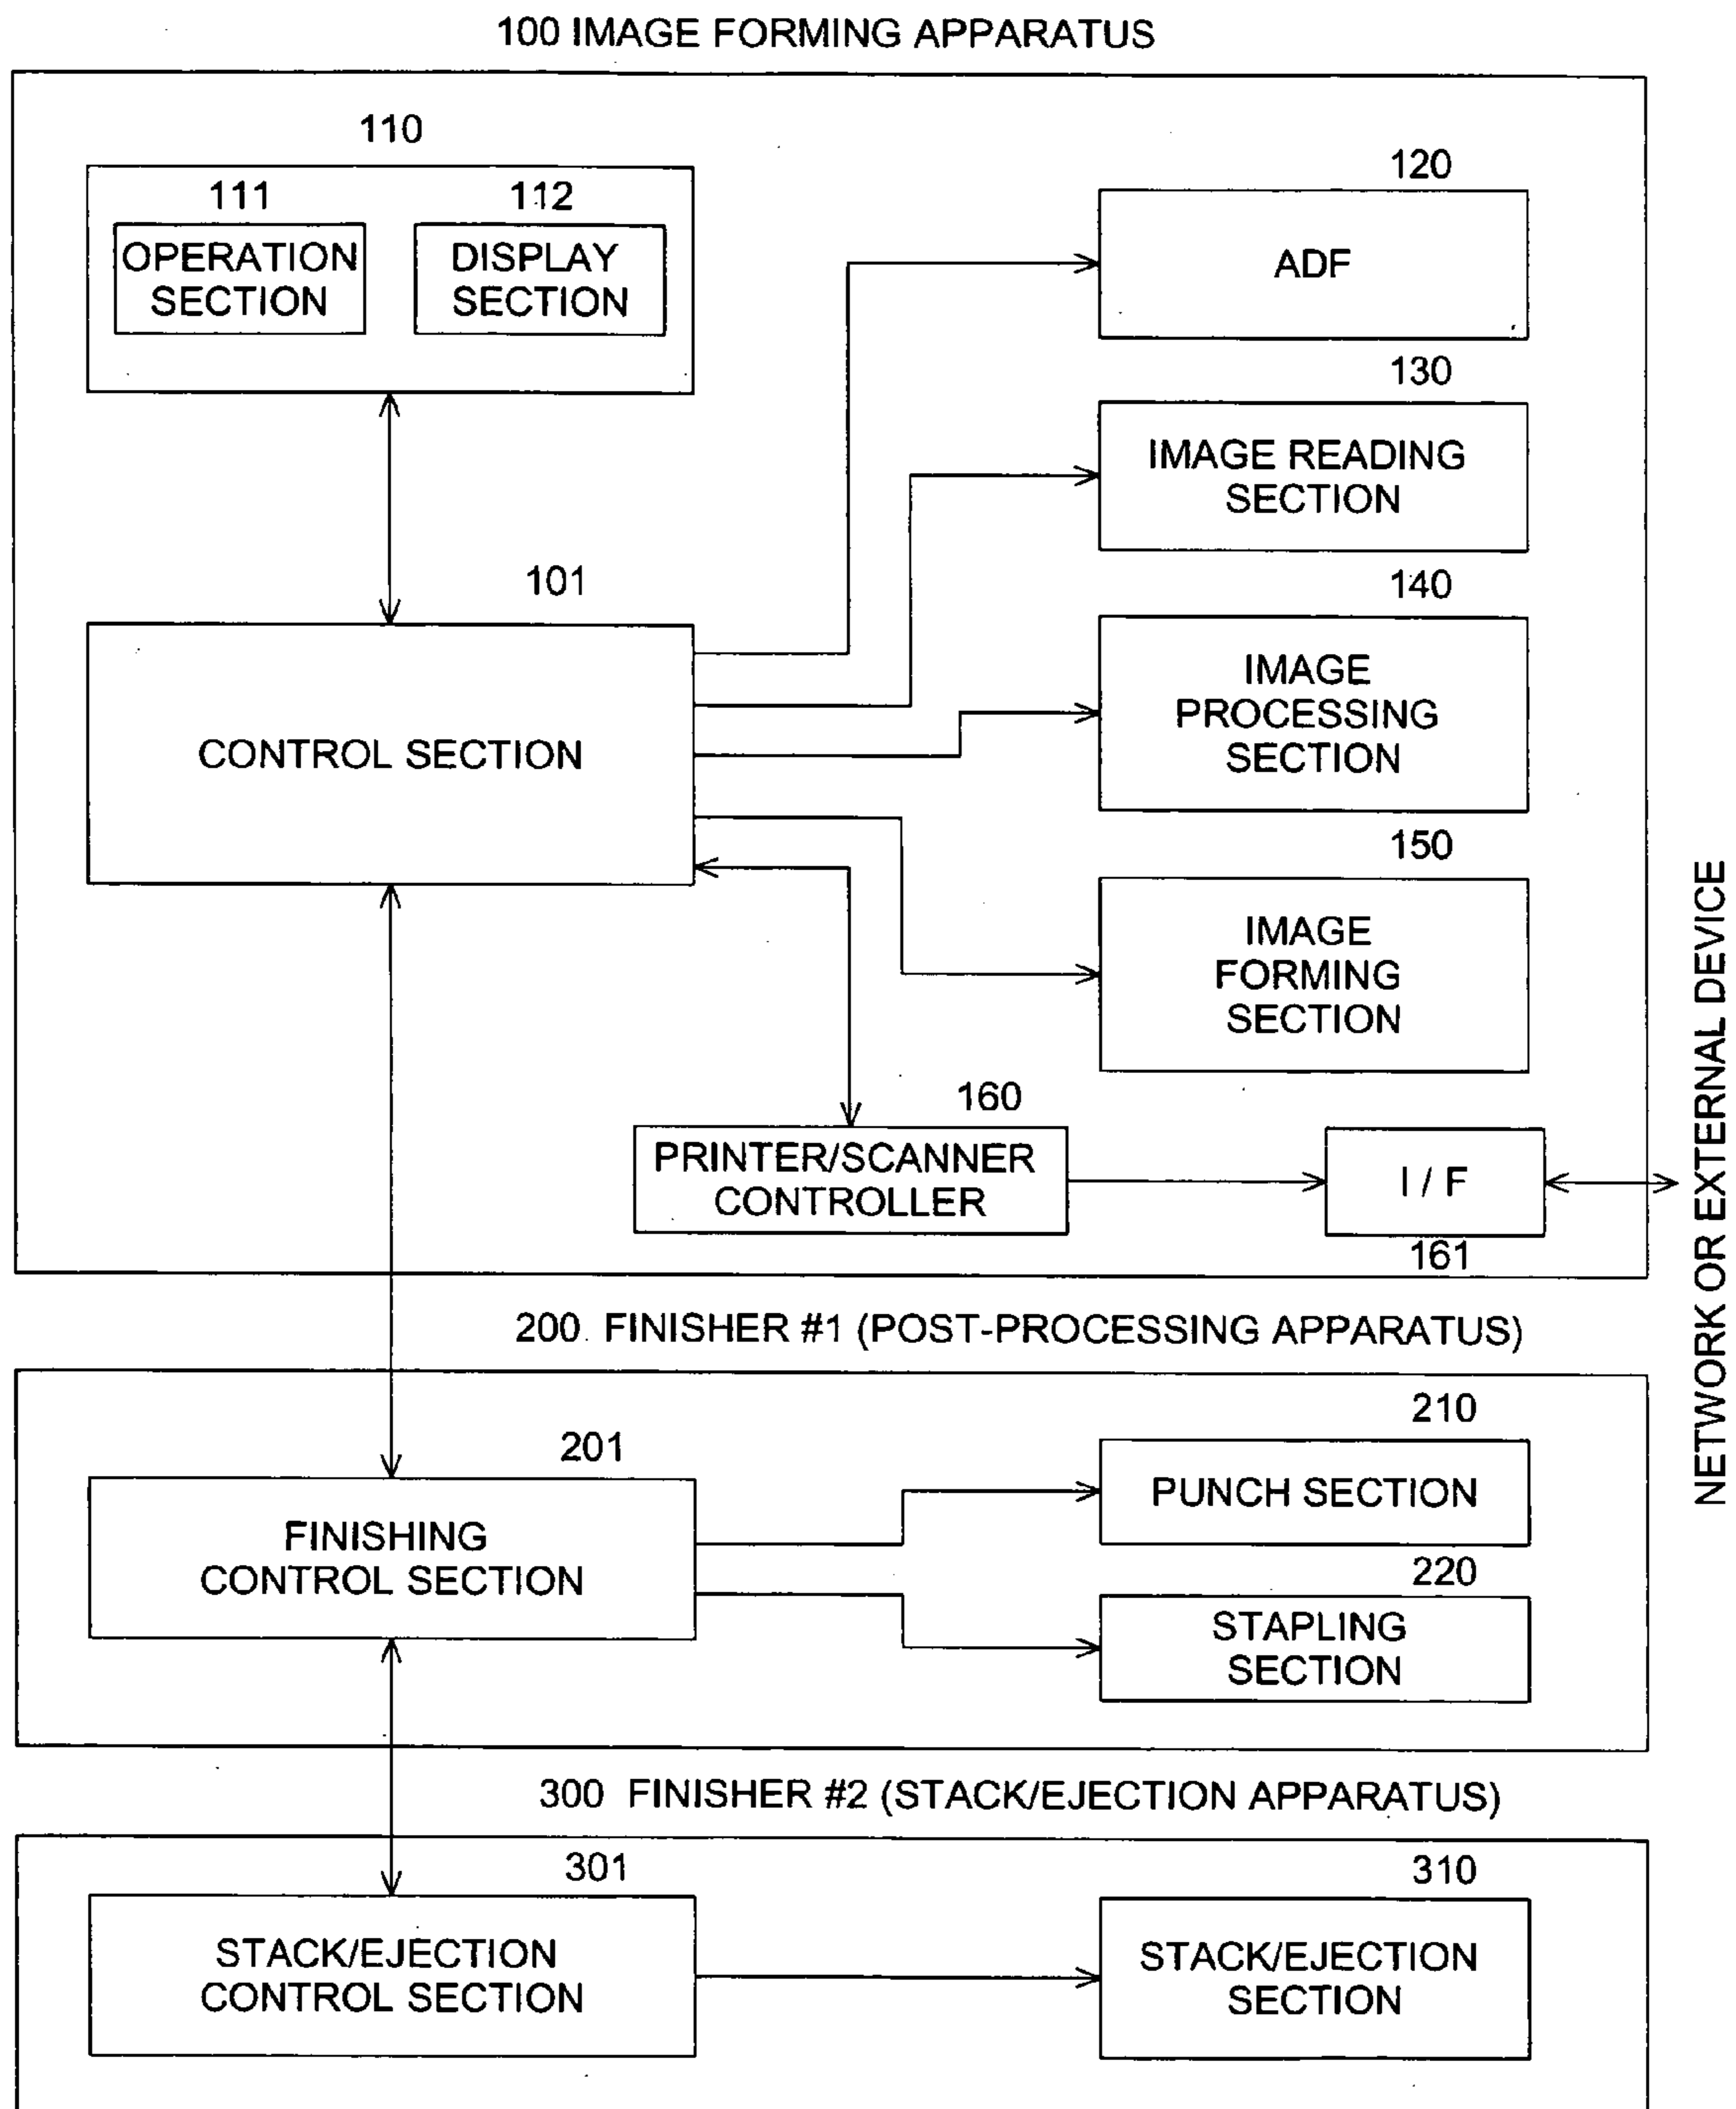 100 IMAGE FORMING APPARATUS
110
111
112
OPERATION
SECTION
DISPLAY
SECTION
120
ADF
130
IMAGE READING
SECTION
101
CONTROL SECTION
140
IMAGE
PROCESSING
SECTION
150
IMAGE
FORMING
SECTION
160
PRINTER/SCANNER
CONTROLLER
I / F
161
NETWORK OR EXTERNAL DEVICE
200. FINISHER #1 (POST-PROCESSING APPARATUS)
201
FINISHING
CONTROL SECTION
210
PUNCH SECTION
220
STAPLING
SECTION
300 FINISHER #2 (STACK/EJECTION APPARATUS)
301
STACK/EJECTION
CONTROL SECTION
310
STACK/EJECTION
SECTION